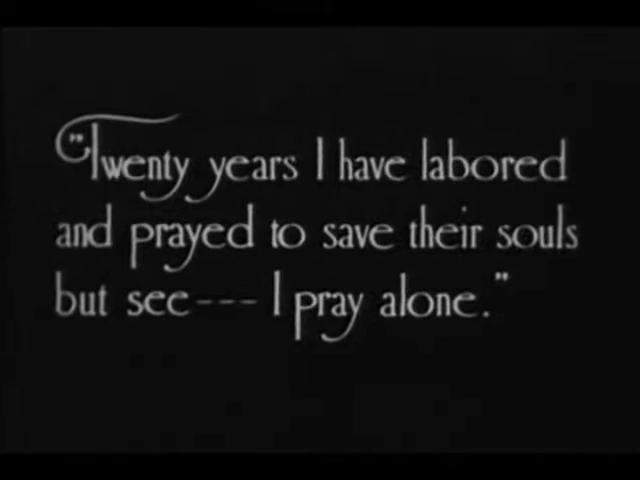 "Twenty years I have labored
and prayed to save their souls
but see--- I pray alone."